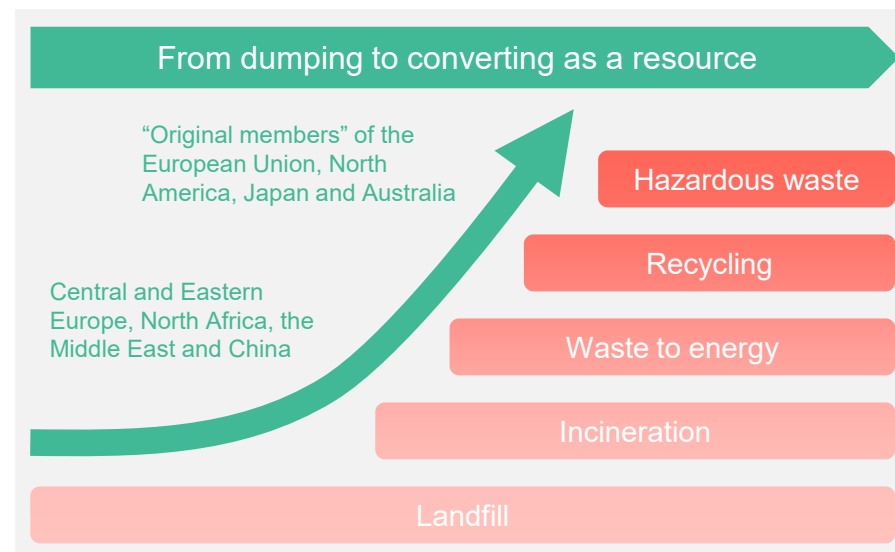 From dumping to converting as a resource
“Original members” of the
European Union, North
America, Japan and Australia
Hazardous waste
Recycling
Central and Eastern
Europe, North Africa, the
Middle East and China
Waste to energy
Incineration
Landfill